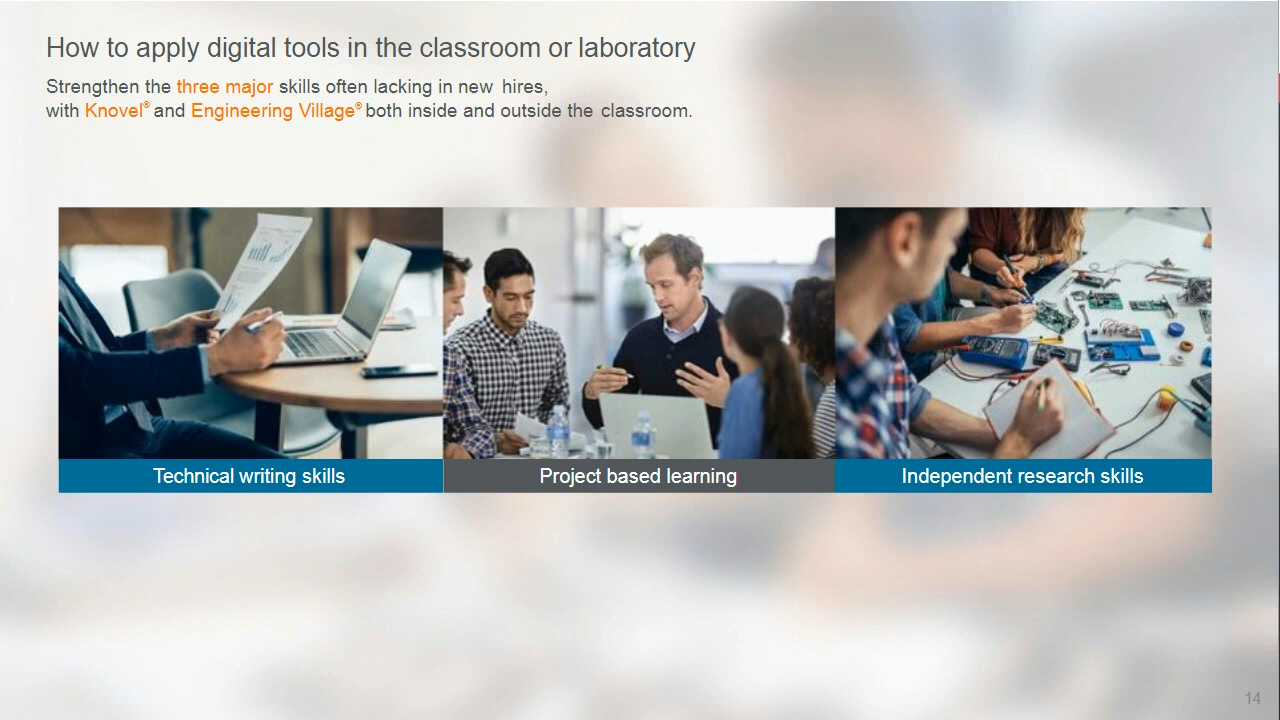 How to apply digital tools in the classroom or laboratory
Strengthen the three major skills often lacking in new hires,
with Knovel® and Engineering Village® both inside and outside the classroom.
Technical writing skills
Project based learning
Independent research skills
14